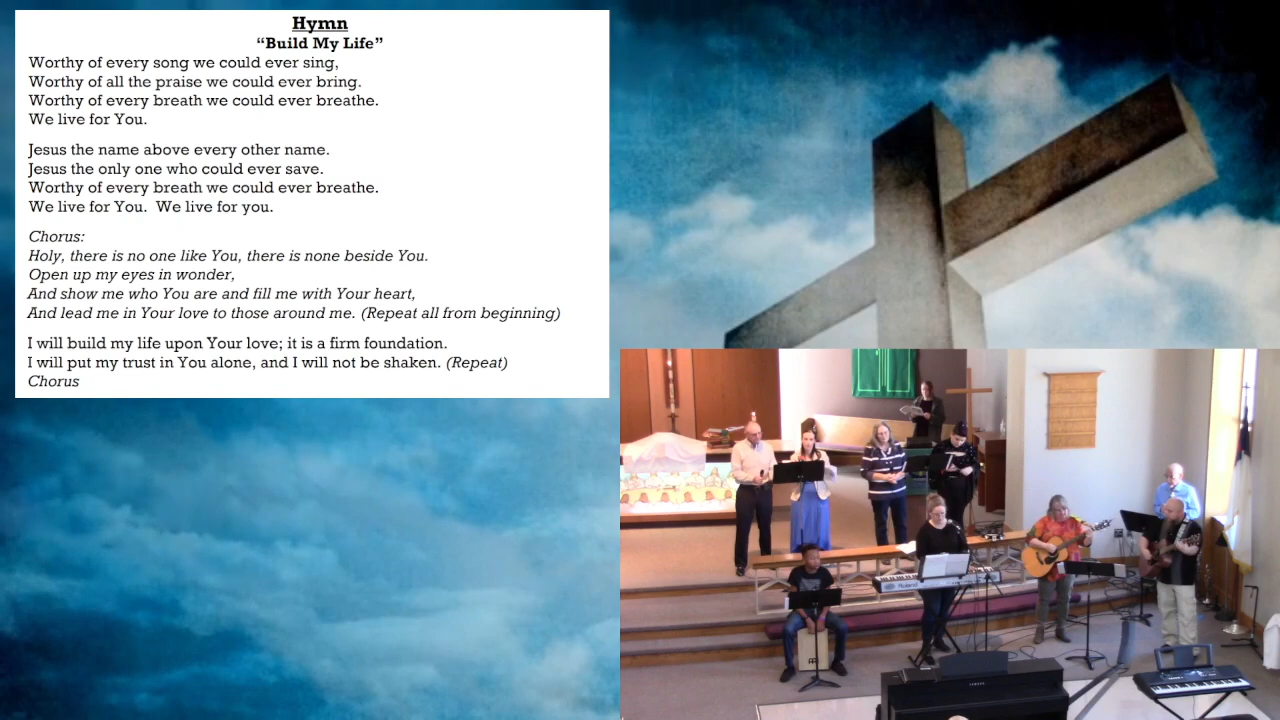 Hymn
“Build My Life”
Worthy of every song we could ever sing,
Worthy of all the praise we could ever bring.
Worthy of every breath we could ever breathe.
We live for You.
Jesus the name above every other name.
Jesus the only one who could ever save.
Worthy of every breath we could ever breathe.
We live for You.  We live for you.
Chorus:
Holy, there is no one like You, there is none beside You.
Open up my eyes in wonder,
And show me who You are and fill me with Your heart,
And lead me in Your love to those around me. (Repeat all from beginning)
I will build my life upon Your love; it is a firm foundation.
I will put my trust in You alone, and I will not be shaken. (Repeat)
Chorus
Roland
YAMAHA